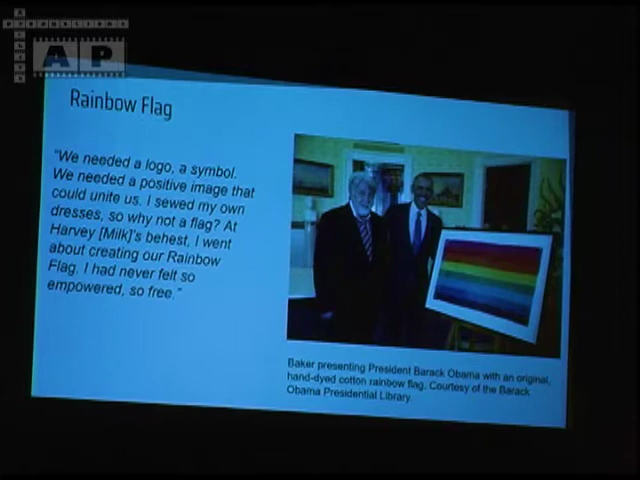 AP
Rainbow Flag
"We needed a logo, a symbol.
We needed a positive image that
could unite us. I sewed my own
dresses, so why not a flag? At
Harvey [Milk]'s behest, I went
about creating our Rainbow
Flag. I had never felt so
empowered, so free."
Baker presenting President Barack Obama with an original,
hand-dyed cotton rainbow flag. Courtesy of the Barack
Obama Presidential Library.